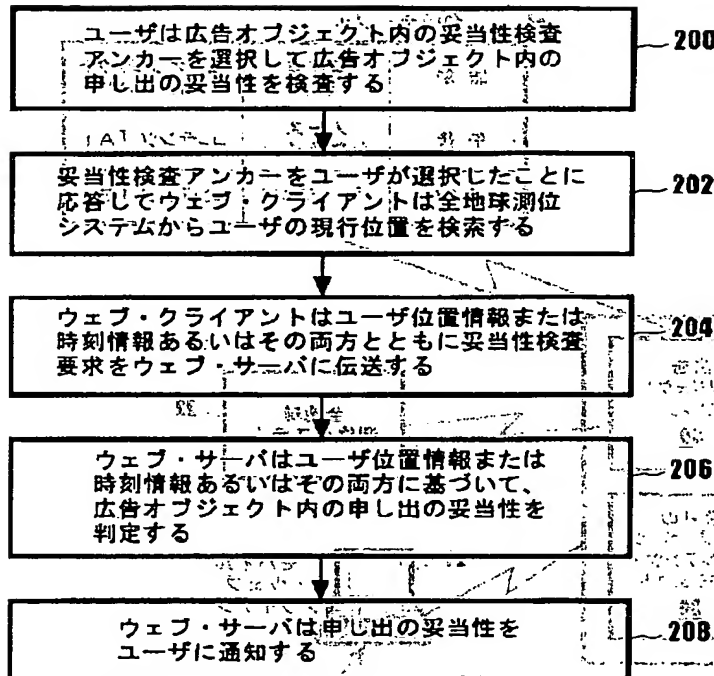 ユーザは広告オブジェクト内の妥当性検査
アンカーを選択して広告オブジェクト内の
申し出の妥当性を検査する
200
妥当性検査アンカーをユーザが選択したことに
応答してウェブ・クライアントは全地球測位
システムからユーザの現行位置を検索する
202
ウェブ・クライアントはユーザ位置情報または
時刻情報あるいはその両方とともに妥当性検査
要求をウェブ・サーバに伝送する
204
ウェブ・サーバはユーザ位置情報または
時刻情報あるいはその両方に基づいて、
広告オブジェクト内の申し出の妥当性を
判定する
206
ウェブ・サーバは申し出の妥当性を
ユーザに通知する
208